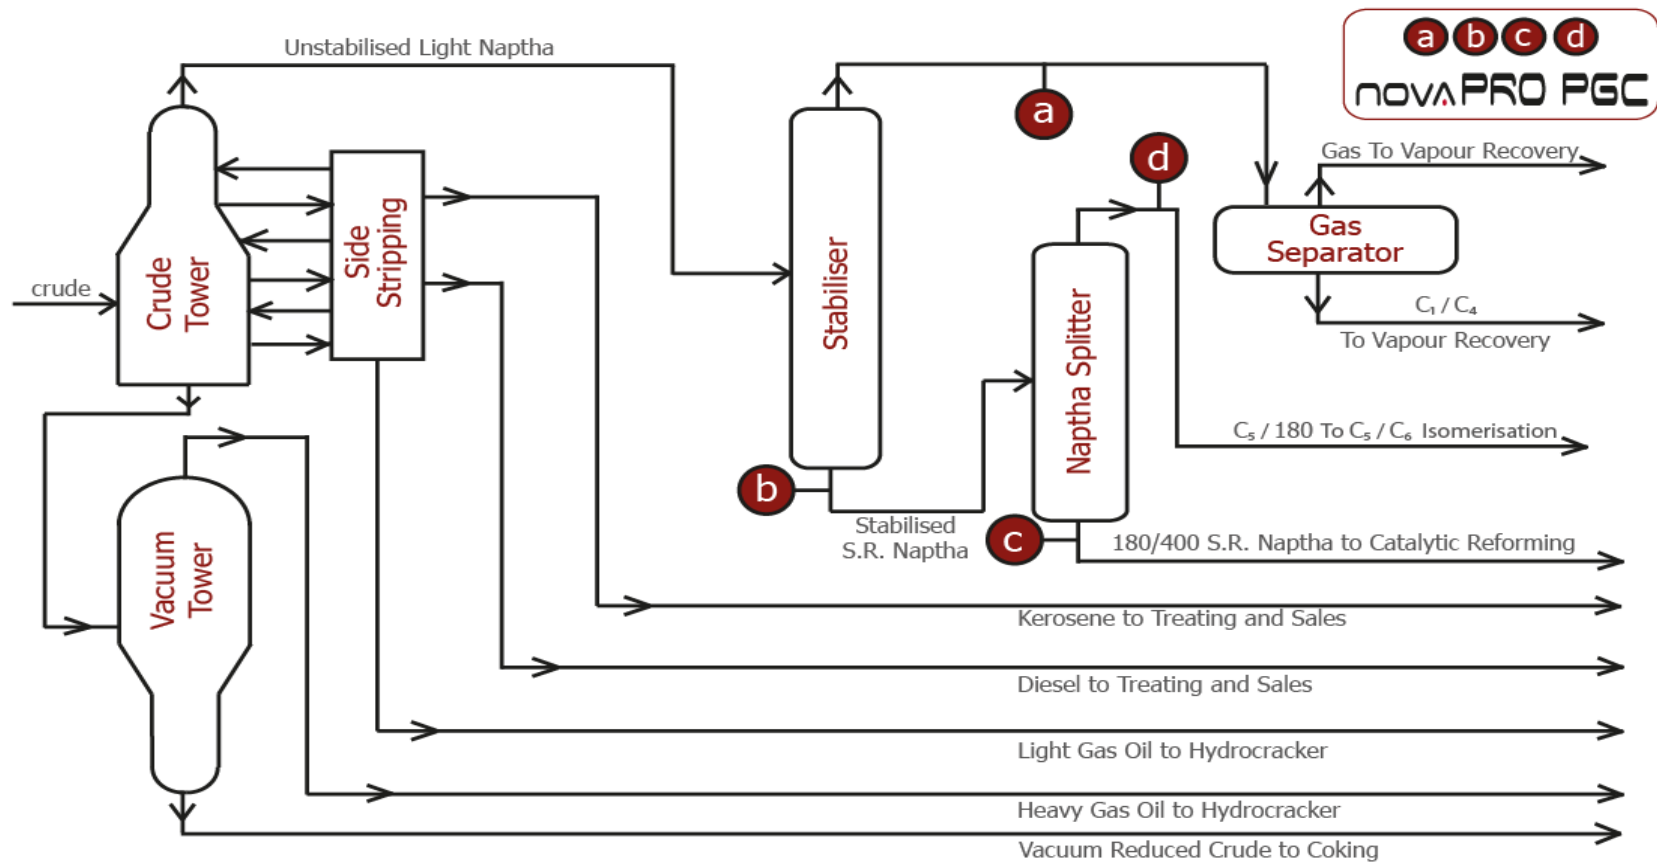 Unstabilised Light Naptha
a b c d
novaPRO PGC
a
d
Gas To Vapour Recovery
Gas
Separator
C₁ / C₄
To Vapour Recovery
crude
Crude
Tower
Side
Stripping
Stabiliser
Naptha Splitter
C₅ / 180 To C₅ / C₆ Isomerisation
b
Stabilised
S.R. Naptha
c
180/400 S.R. Naptha to Catalytic Reforming
Vacuum
Tower
Kerosene to Treating and Sales
Diesel to Treating and Sales
Light Gas Oil to Hydrocracker
Heavy Gas Oil to Hydrocracker
Vacuum Reduced Crude to Coking